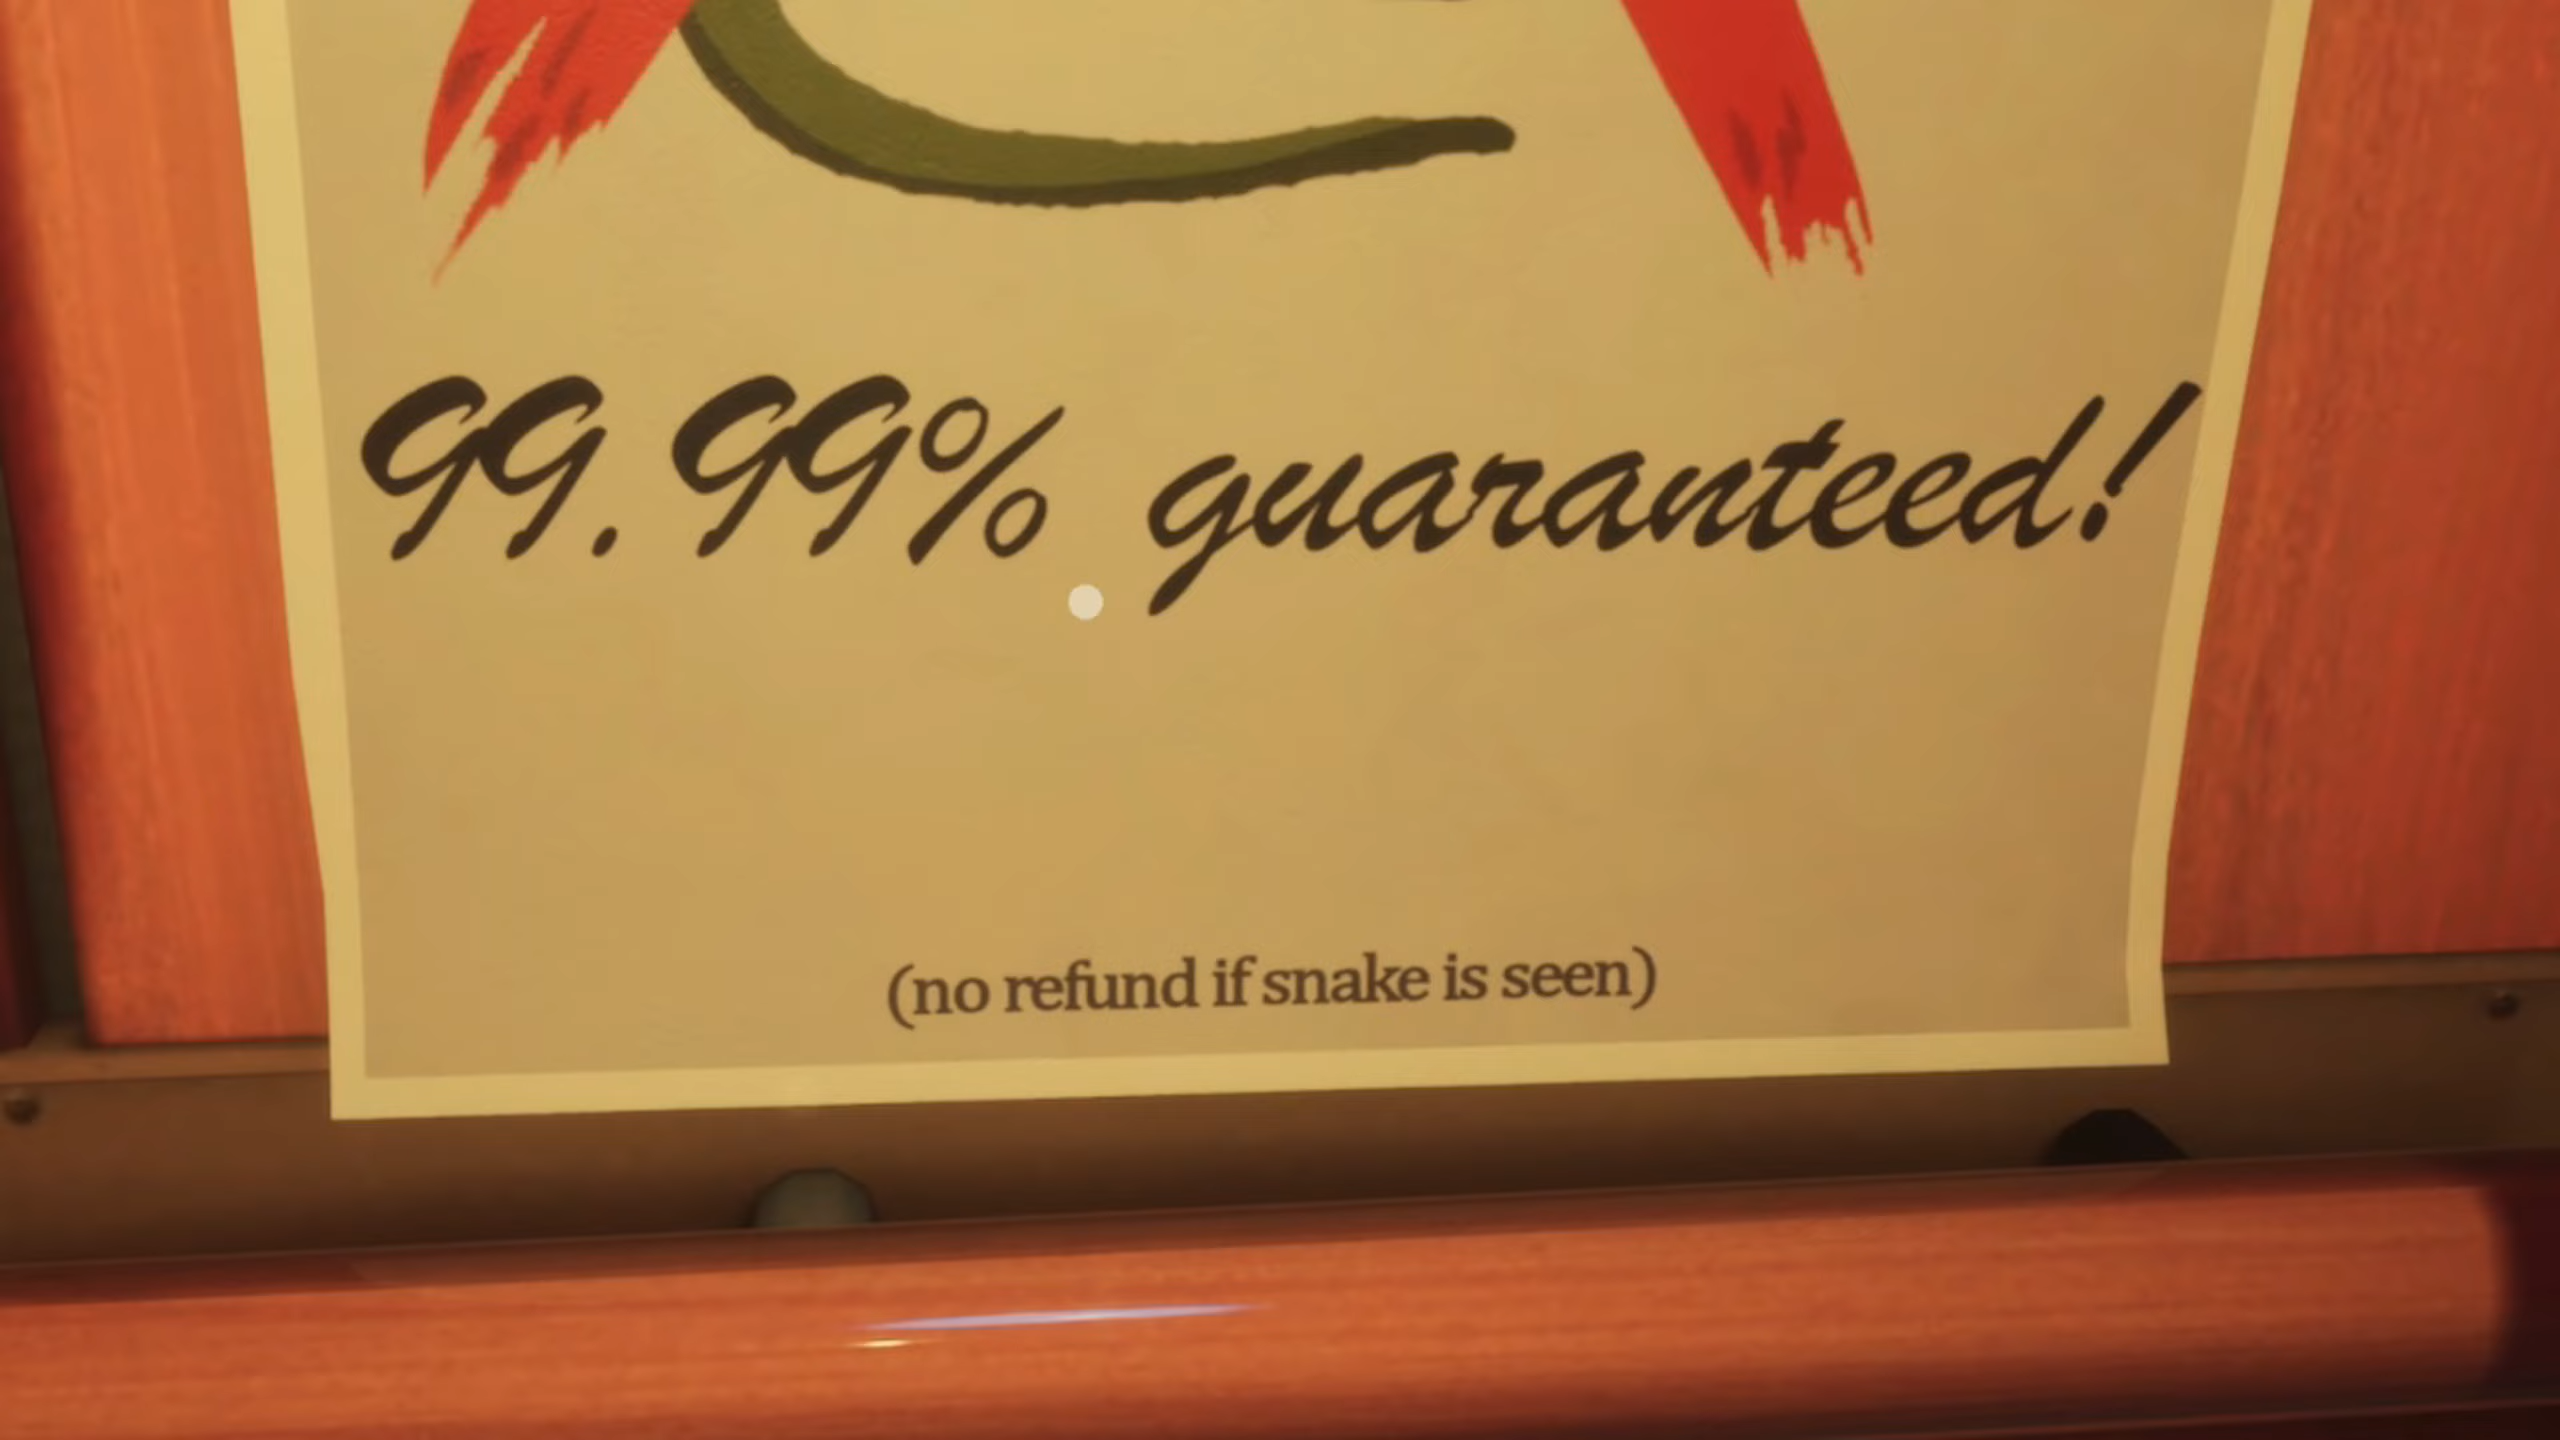 99.99% guaranteed!
(no refund if snake is seen)